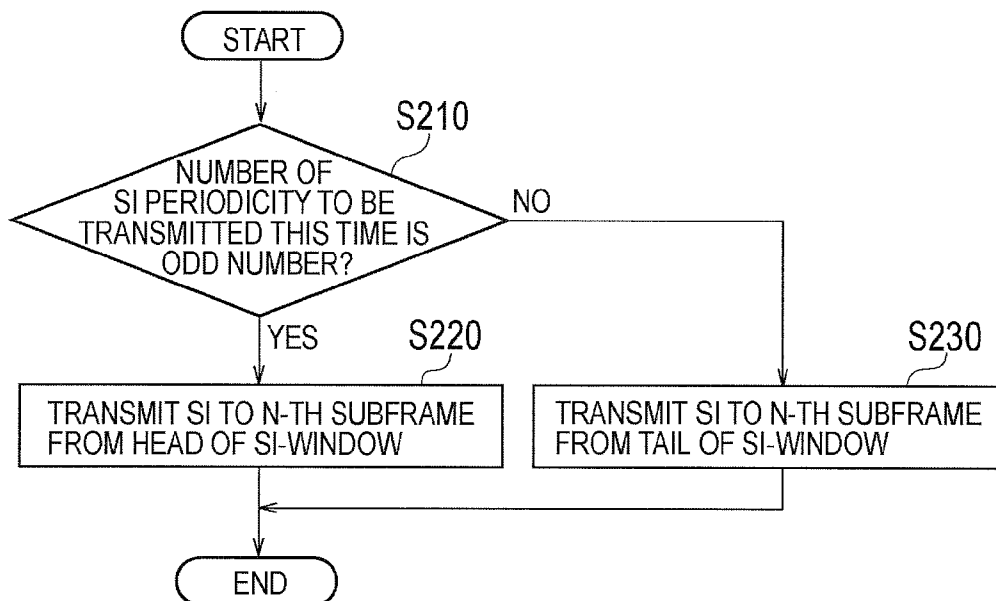 START
S210
NUMBER OF
SI PERIODICITY TO BE
TRANSMITTED THIS TIME IS
ODD NUMBER?
NO
YES
S220
TRANSMIT SI TO N-TH SUBFRAME
FROM HEAD OF SI-WINDOW
S230
TRANSMIT SI TO N-TH SUBFRAME
FROM TAIL OF SI-WINDOW
END